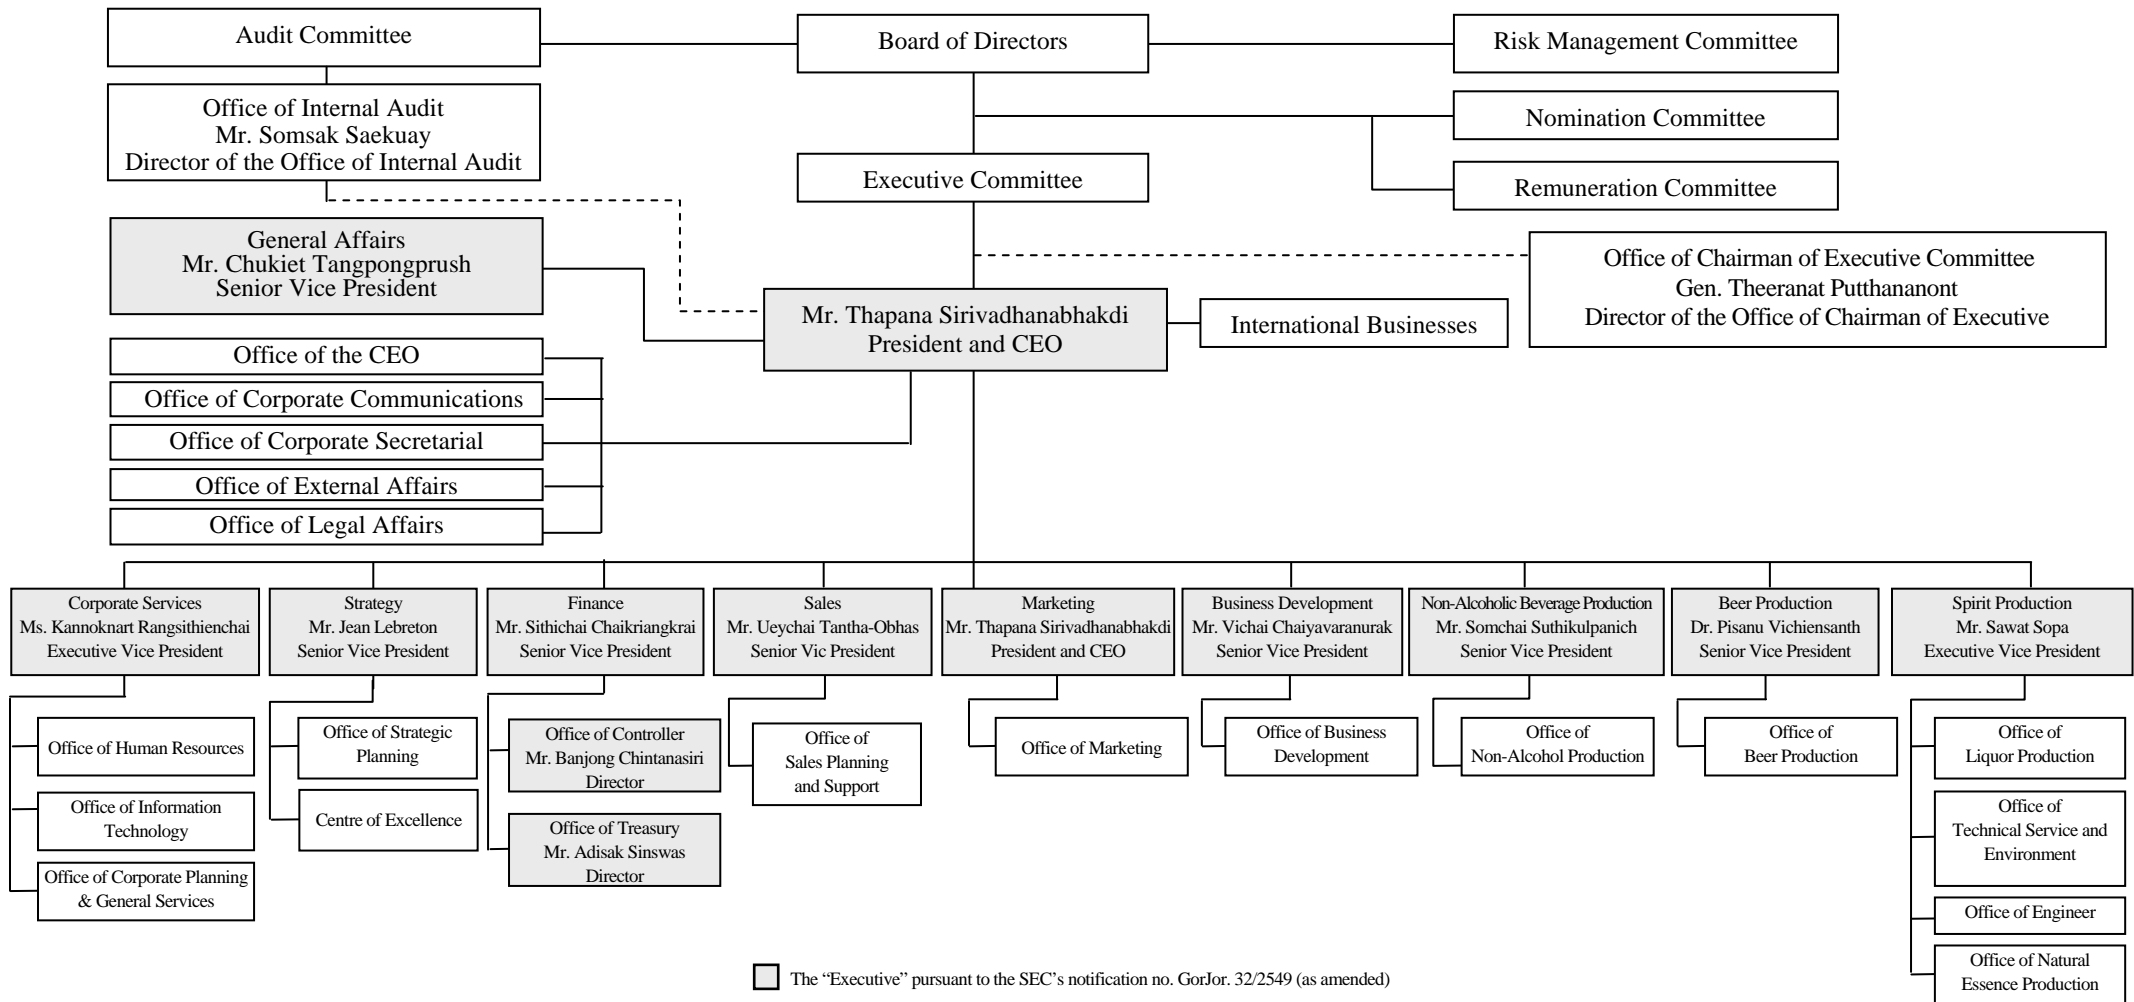 Audit Committee
Board of Directors
Risk Management Committee
Office of Internal Audit
Mr. Somsak Saekuay
Director of the Office of Internal Audit
Nomination Committee
Executive Committee
Remuneration Committee
General Affairs
Mr. Chukiet Tangpongprush
Senior Vice President
Office of Chairman of Executive Committee
Gen. Theeranat Putthananont
Director of the Office of Chairman of Executive
Mr. Thapana Sirivadhanabhakdi
President and CEO
International Businesses
Office of the CEO
Office of Corporate Communications
Office of Corporate Secretarial
Office of External Affairs
Office of Legal Affairs
Corporate Services
Ms. Kannoknart Rangsithienchai
Executive Vice President
Strategy
Mr. Jean Lebreton
Senior Vice President
Finance
Mr. Sithichai Chaikriangkrai
Senior Vice President
Sales
Mr. Ueychai Tantha-Obhas
Senior Vic President
Marketing
Mr. Thapana Sirivadhanabhakdi
President and CEO
Business Development
Mr. Vichai Chaiyavaranurak
Senior Vice President
Non-Alcoholic Beverage Production
Mr. Somchai Suthikulpanich
Senior Vice President
Beer Production
Dr. Pisanu Vichiensanth
Senior Vice President
Spirit Production
Mr. Sawat Sopa
Executive Vice President
Office of Human Resources
Office of Information
Technology
Office of Corporate Planning
& General Services
Office of Strategic
Planning
Centre of Excellence
Office of Controller
Mr. Banjong Chintanasiri
Director
Office of Treasury
Mr. Adisak Sinswas
Director
Office of
Sales Planning
and Support
Office of Marketing
Office of Business
Development
Office of
Non-Alcohol Production
Office of
Beer Production
Office of
Liquor Production
Office of
Technical Service and
Environment
Office of Engineer
Office of Natural
Essence Production
The “Executive” pursuant to the SEC’s notification no. GorJor. 32/2549 (as amended)